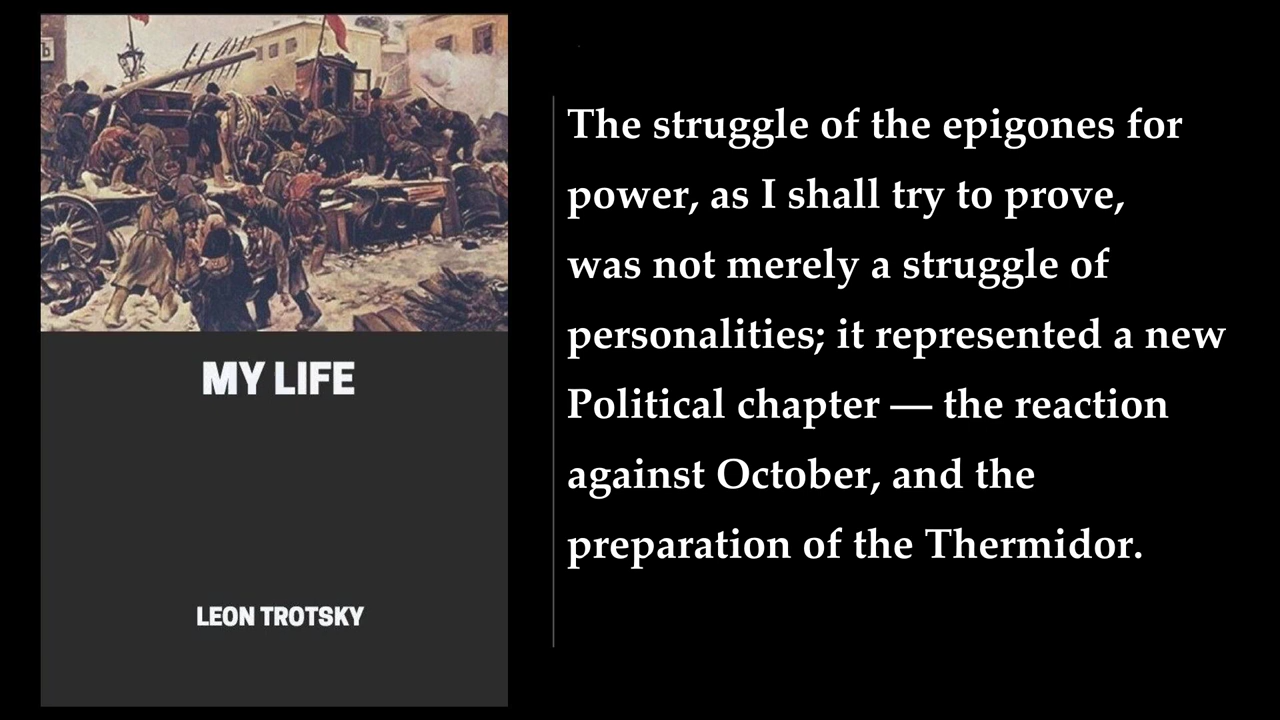 MY LIFE
LEON TROTSKY
The struggle of the epigones for
power, as I shall try to prove,
was not merely a struggle of
personalities; it represented a new
Political chapter — the reaction
against October, and the
preparation of the Thermidor.